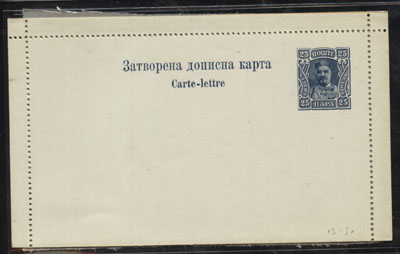 Затворена дописна карта
Carte-lettre
ПОШТЕ
25 25
25 ПАРА 25